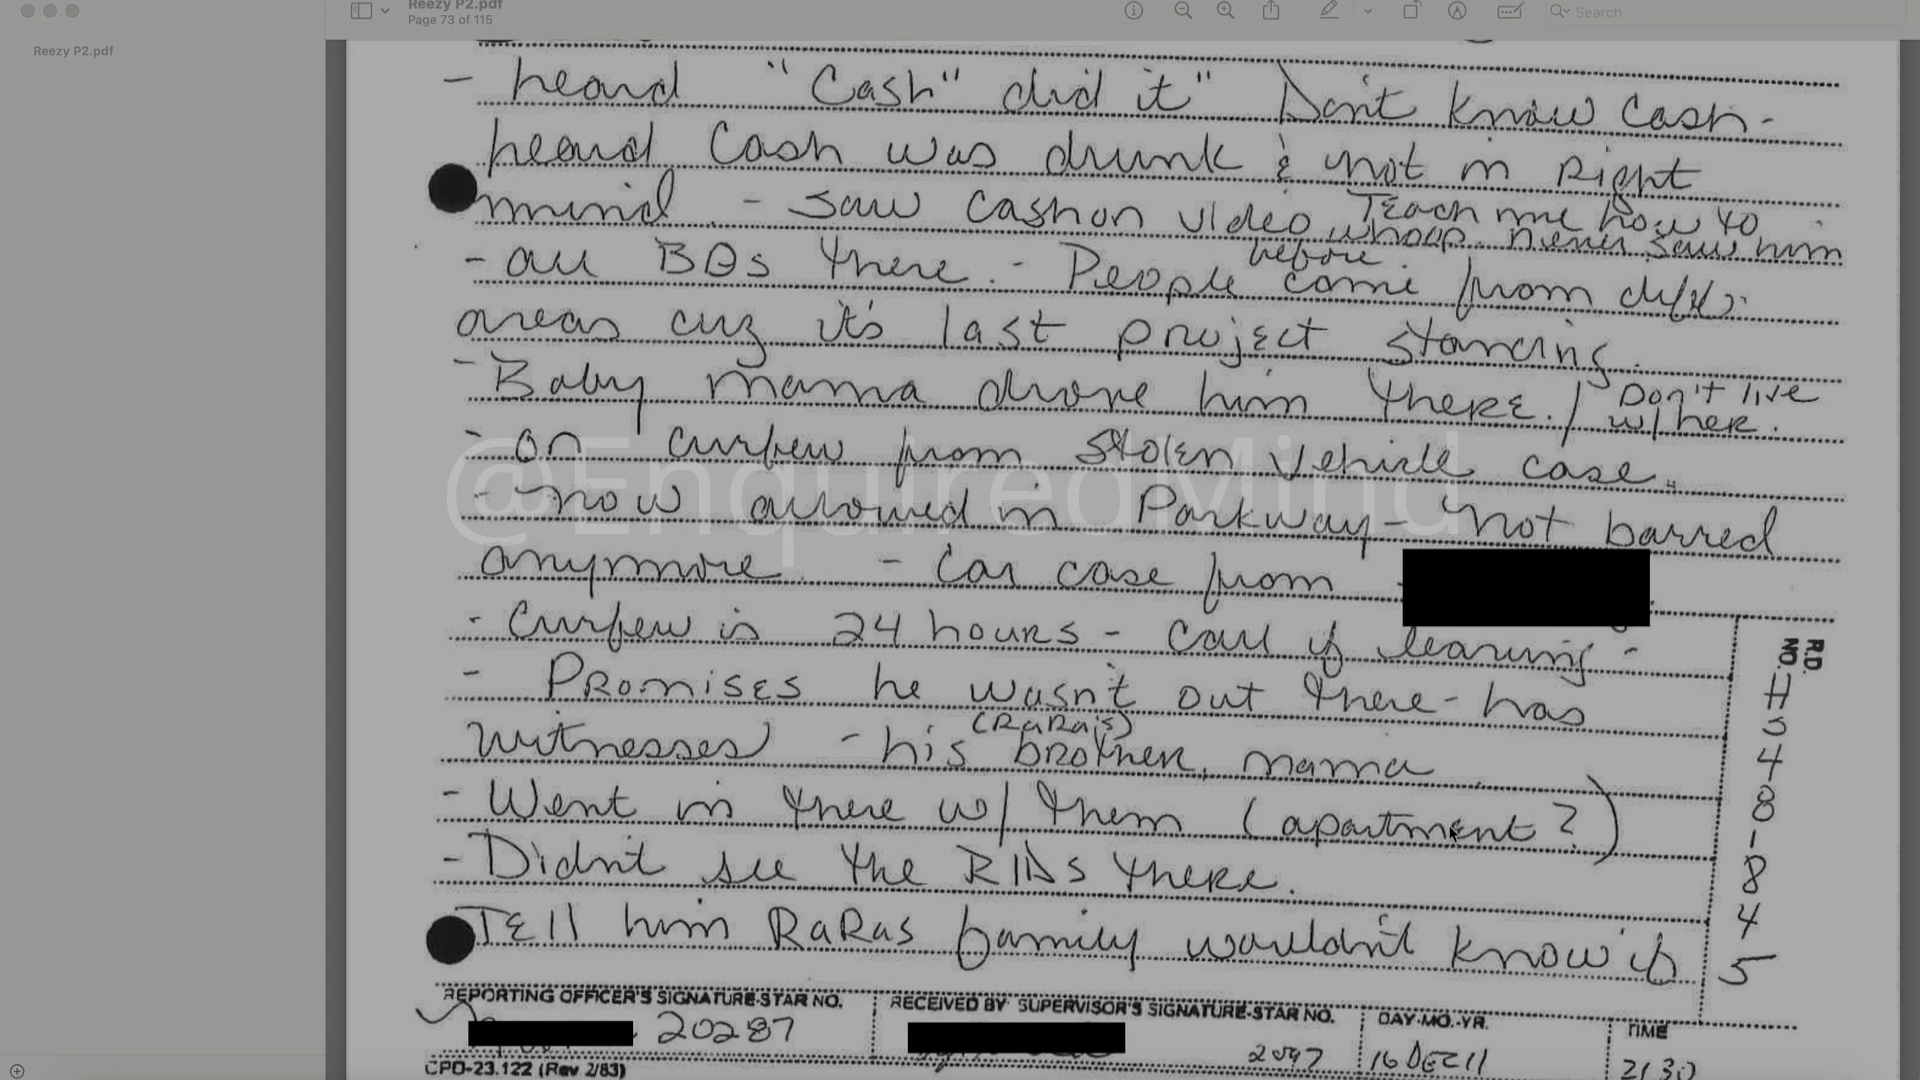 Reezy P2.pdf
Page 73 of 115
Search
Reezy P2.pdf
- heard "Cash" did it" Don't know Cash -
heard Cash was drunk & not in Right
mind. - saw Cash on video Teach me how to
whoop. never saw him
before.
- all BDs there. - People come from diff.
areas cuz it's last project standing.
- Baby mama drove him there. / Don't live
w/ her.
- on curfew from stolen vehicle case.
- now allowed in Parkway - not barred
anymore - Car case from
- Curfew is 24 hours - call if leaving -
- Promises he wasn't out there - has
(RaRa's)
witnesses - his brother, mama
- Went in there w/ them (apartment?)
- Didn't see the RIDs there.
TEll him RaRas family wouldn't know if
R.D. NO. HS481845
REPORTING OFFICER'S SIGNATURE-STAR NO.
RECEIVED BY SUPERVISOR'S SIGNATURE-STAR NO.
DAY-MO.-YR.
TIME
20287
2097
16 DEC 11
2130
CPD-23.122 (Rev 2/83)
@EnquiredMind